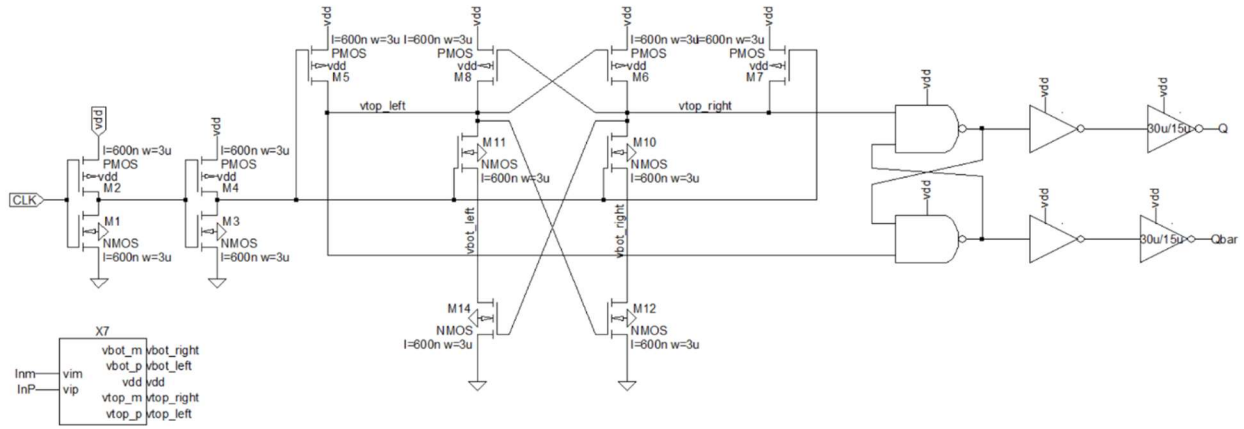 vdd vdd vdd vdd
l=600n w=3u l=600n w=3u l=600n w=3u l=600n w=3u
PMOS PMOS PMOS PMOS
vdd vdd vdd vdd
M5 M8 M6 M7
vdd
vdd vdd
vtop_left vtop_right
vdd vdd
30u/15u Q
l=600n w=3u l=600n w=3u
PMOS PMOS
vdd vdd
M2 M4
M11 M10
NMOS NMOS
l=600n w=3u l=600n w=3u
CLK
M1 M3
NMOS NMOS
l=600n w=3u l=600n w=3u
vbot_left vbot_right
vdd vdd vdd
30u/15u Qbar
M14 M12
NMOS NMOS
l=600n w=3u l=600n w=3u
X7
vbot_m vbot_right
vbot_p vbot_left
Inm vim
vdd vdd
InP vip
vtop_m vtop_right
vtop_p vtop_left